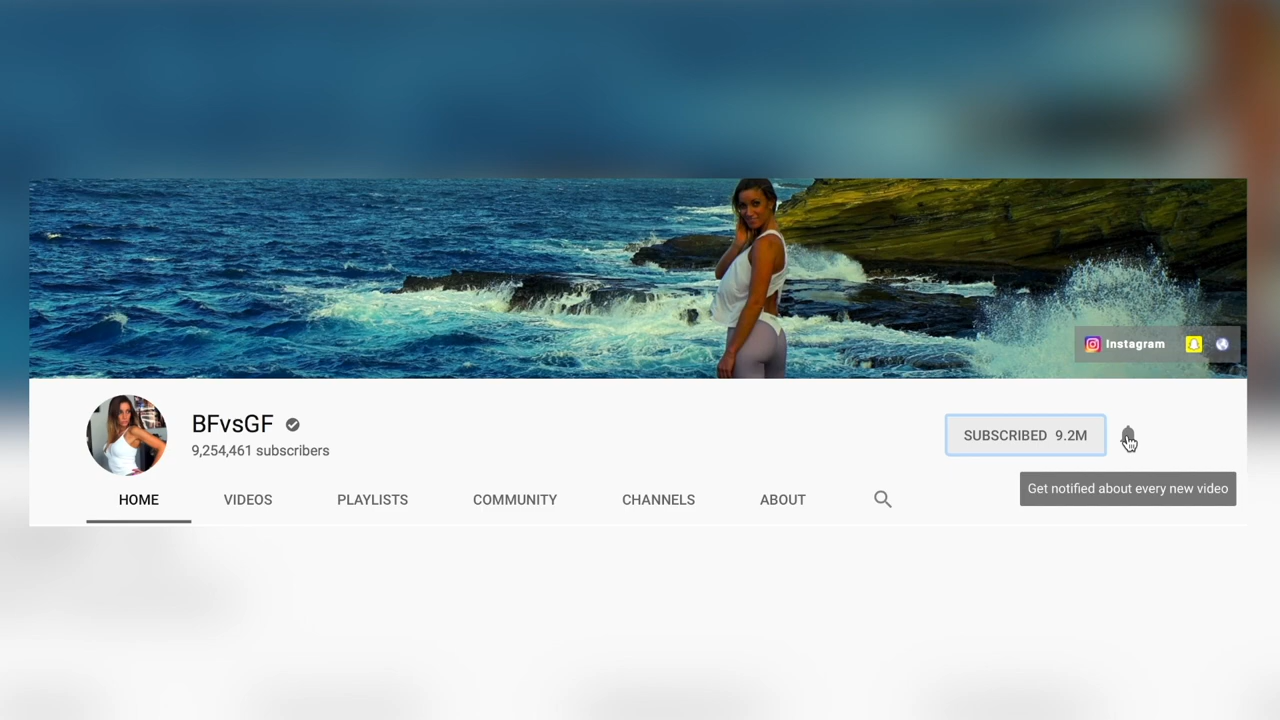 Instagram
BFvsGF
9,254,461 subscribers
SUBSCRIBED 9.2M
Get notified about every new video
HOME VIDEOS PLAYLISTS COMMUNITY CHANNELS ABOUT